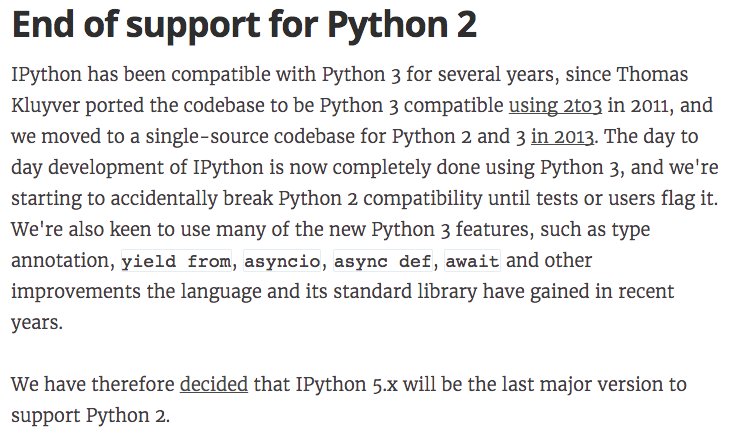 End of support for Python 2
IPython has been compatible with Python 3 for several years, since Thomas
Kluyver ported the codebase to be Python 3 compatible using 2to3 in 2011, and
we moved to a single-source codebase for Python 2 and 3 in 2013. The day to
day development of IPython is now completely done using Python 3, and we're
starting to accidentally break Python 2 compatibility until tests or users flag it.
We're also keen to use many of the new Python 3 features, such as type
annotation, yield from, asyncio, async def, await and other
improvements the language and its standard library have gained in recent
years.
We have therefore decided that IPython 5.x will be the last major version to
support Python 2.